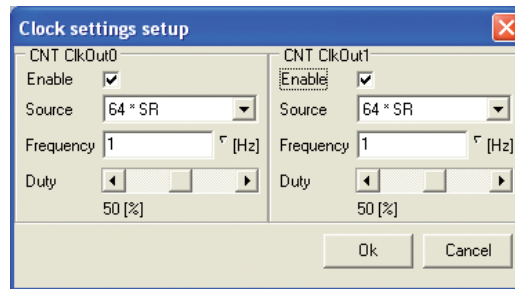 Clock settings setup
CNT ClkOut0
Enable
Source 64 * SR
Frequency 1 [Hz]
Duty
50 [%]
CNT ClkOut1
Enable
Source 64 * SR
Frequency 1 [Hz]
Duty
50 [%]
Ok Cancel